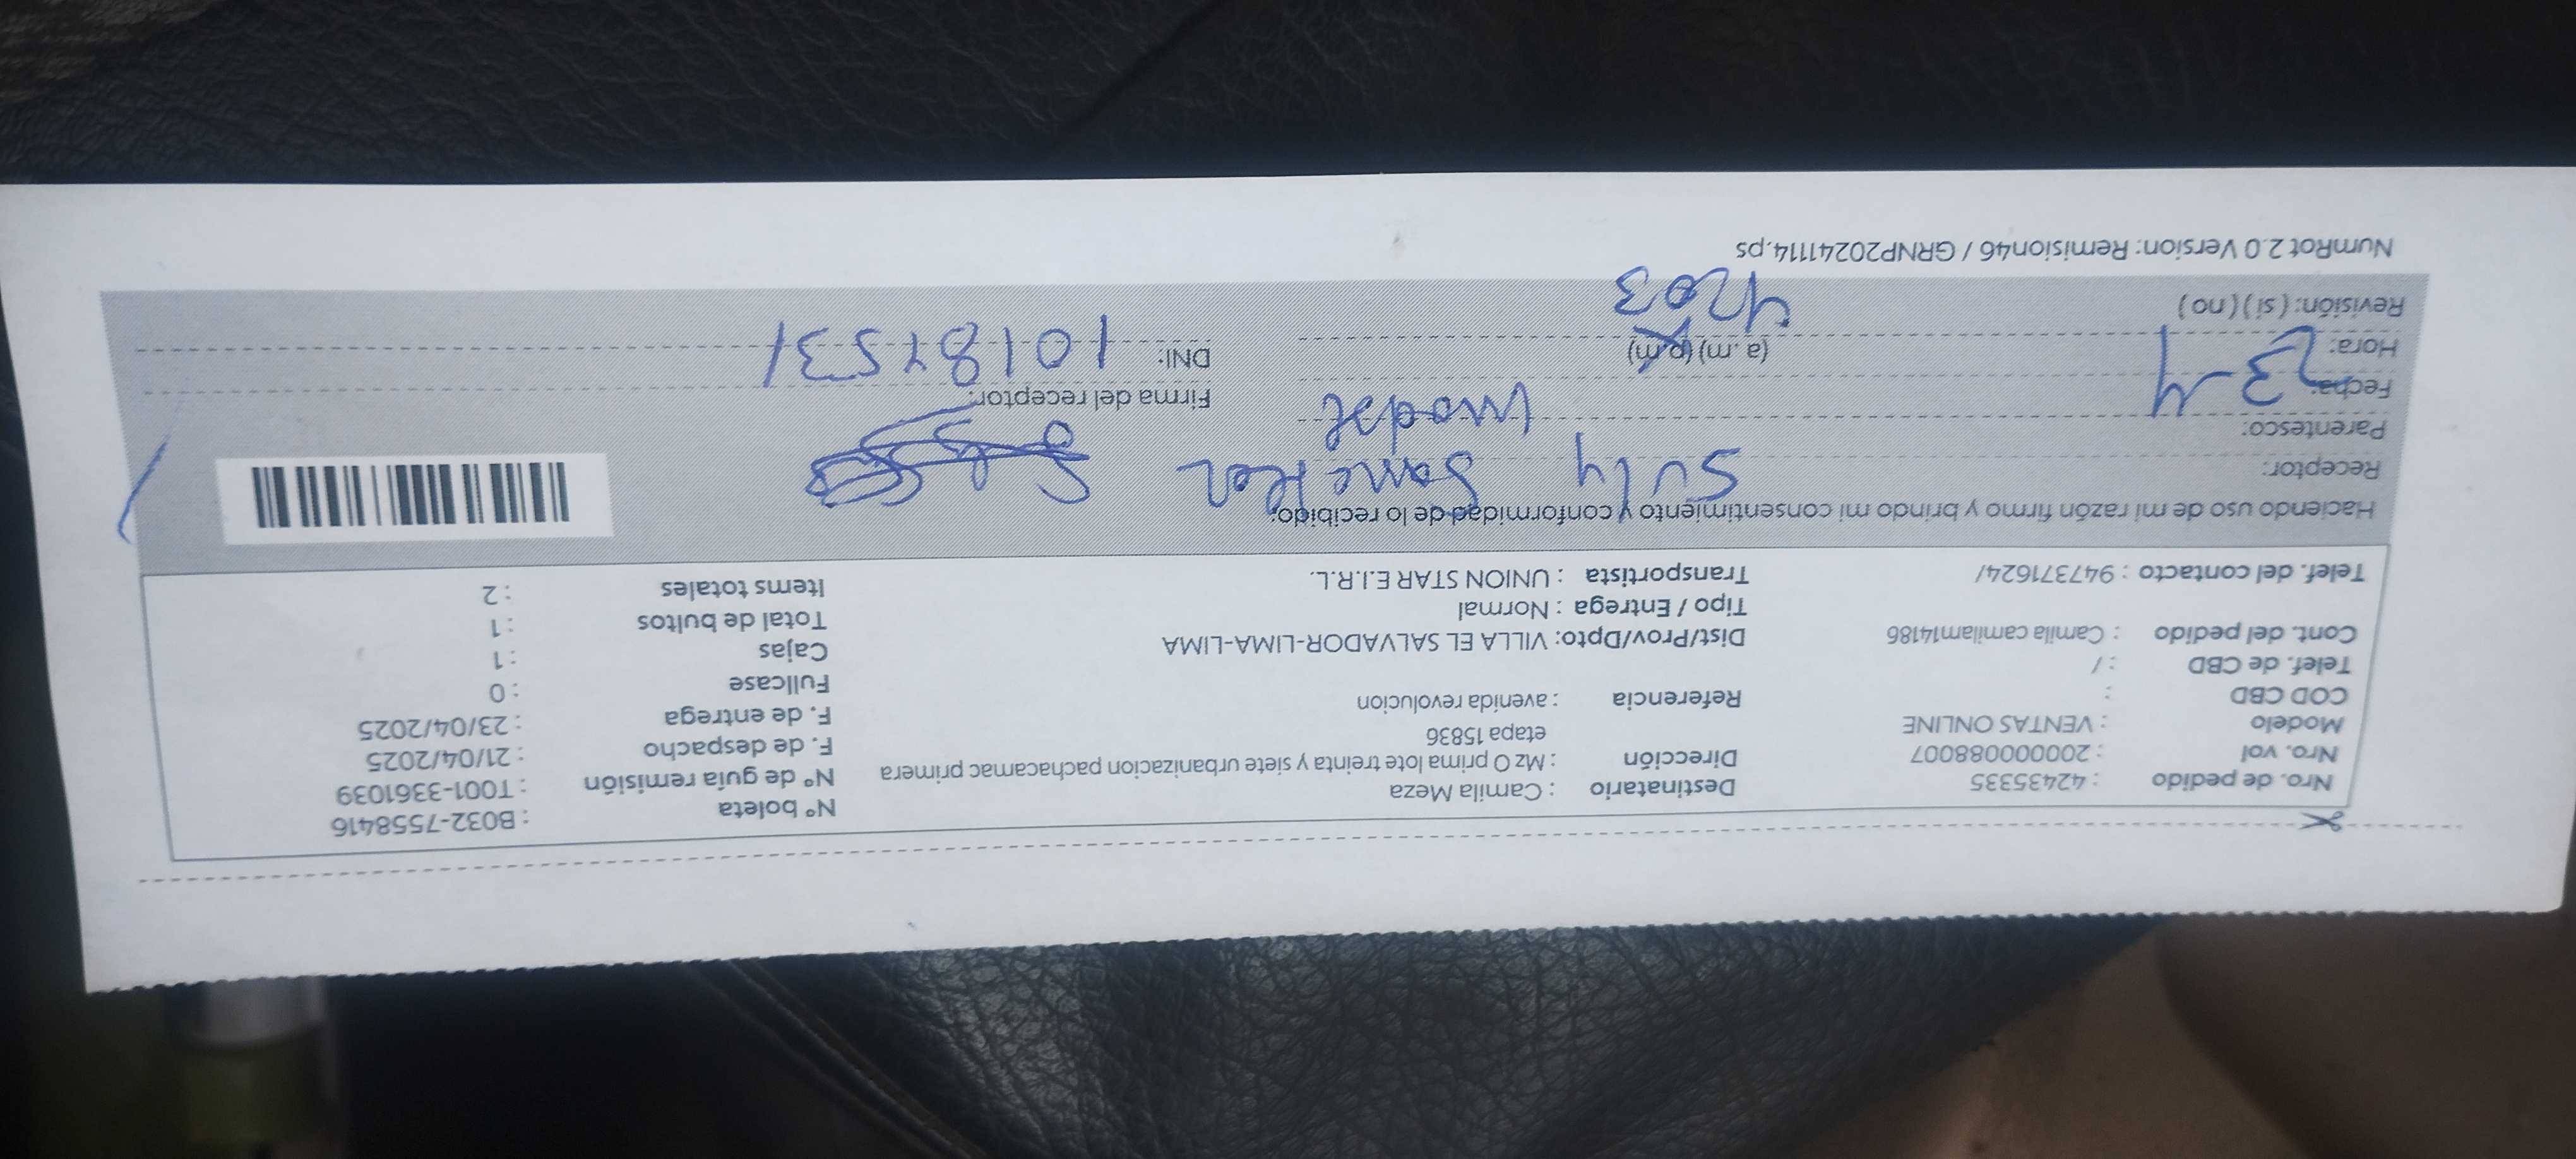 Nro. de pedido : 42435335 Destinatario : Camila Meza N° boleta : B032-7558416
Nro. vol : 200000088007 Dirección : Mz O prima lote treinta y siete urbanizacion pachacamac primera N° de guía remisión : T001-3361039
Modelo : VENTAS ONLINE etapa 15836 F. de despacho : 21/04/2025
COD CBD : Referencia : avenida revolucion F. de entrega : 23/04/2025
Telef. de CBD : / Fullcase : 0
Cont. del pedido : Camila camilam14186 Dist/Prov/Dpto: VILLA EL SALVADOR-LIMA-LIMA Cajas : 1
Tipo / Entrega : Normal Total de bultos : 1
Telef. del contacto : 947371624/ Transportista : UNION STAR E.I.R.L. Items totales : 2
Haciendo uso de mi razón firmo y brindo mi consentimiento y conformidad de lo recibido.
Receptor: Suly
Parentesco:
Fecha: 23-4 Firma del receptor:
Hora: (a.m) (p.m) DNI:
Revisión: (si) (no) 4203
NumRot 2.0 Version: Remision46 / GRNP20241114.ps